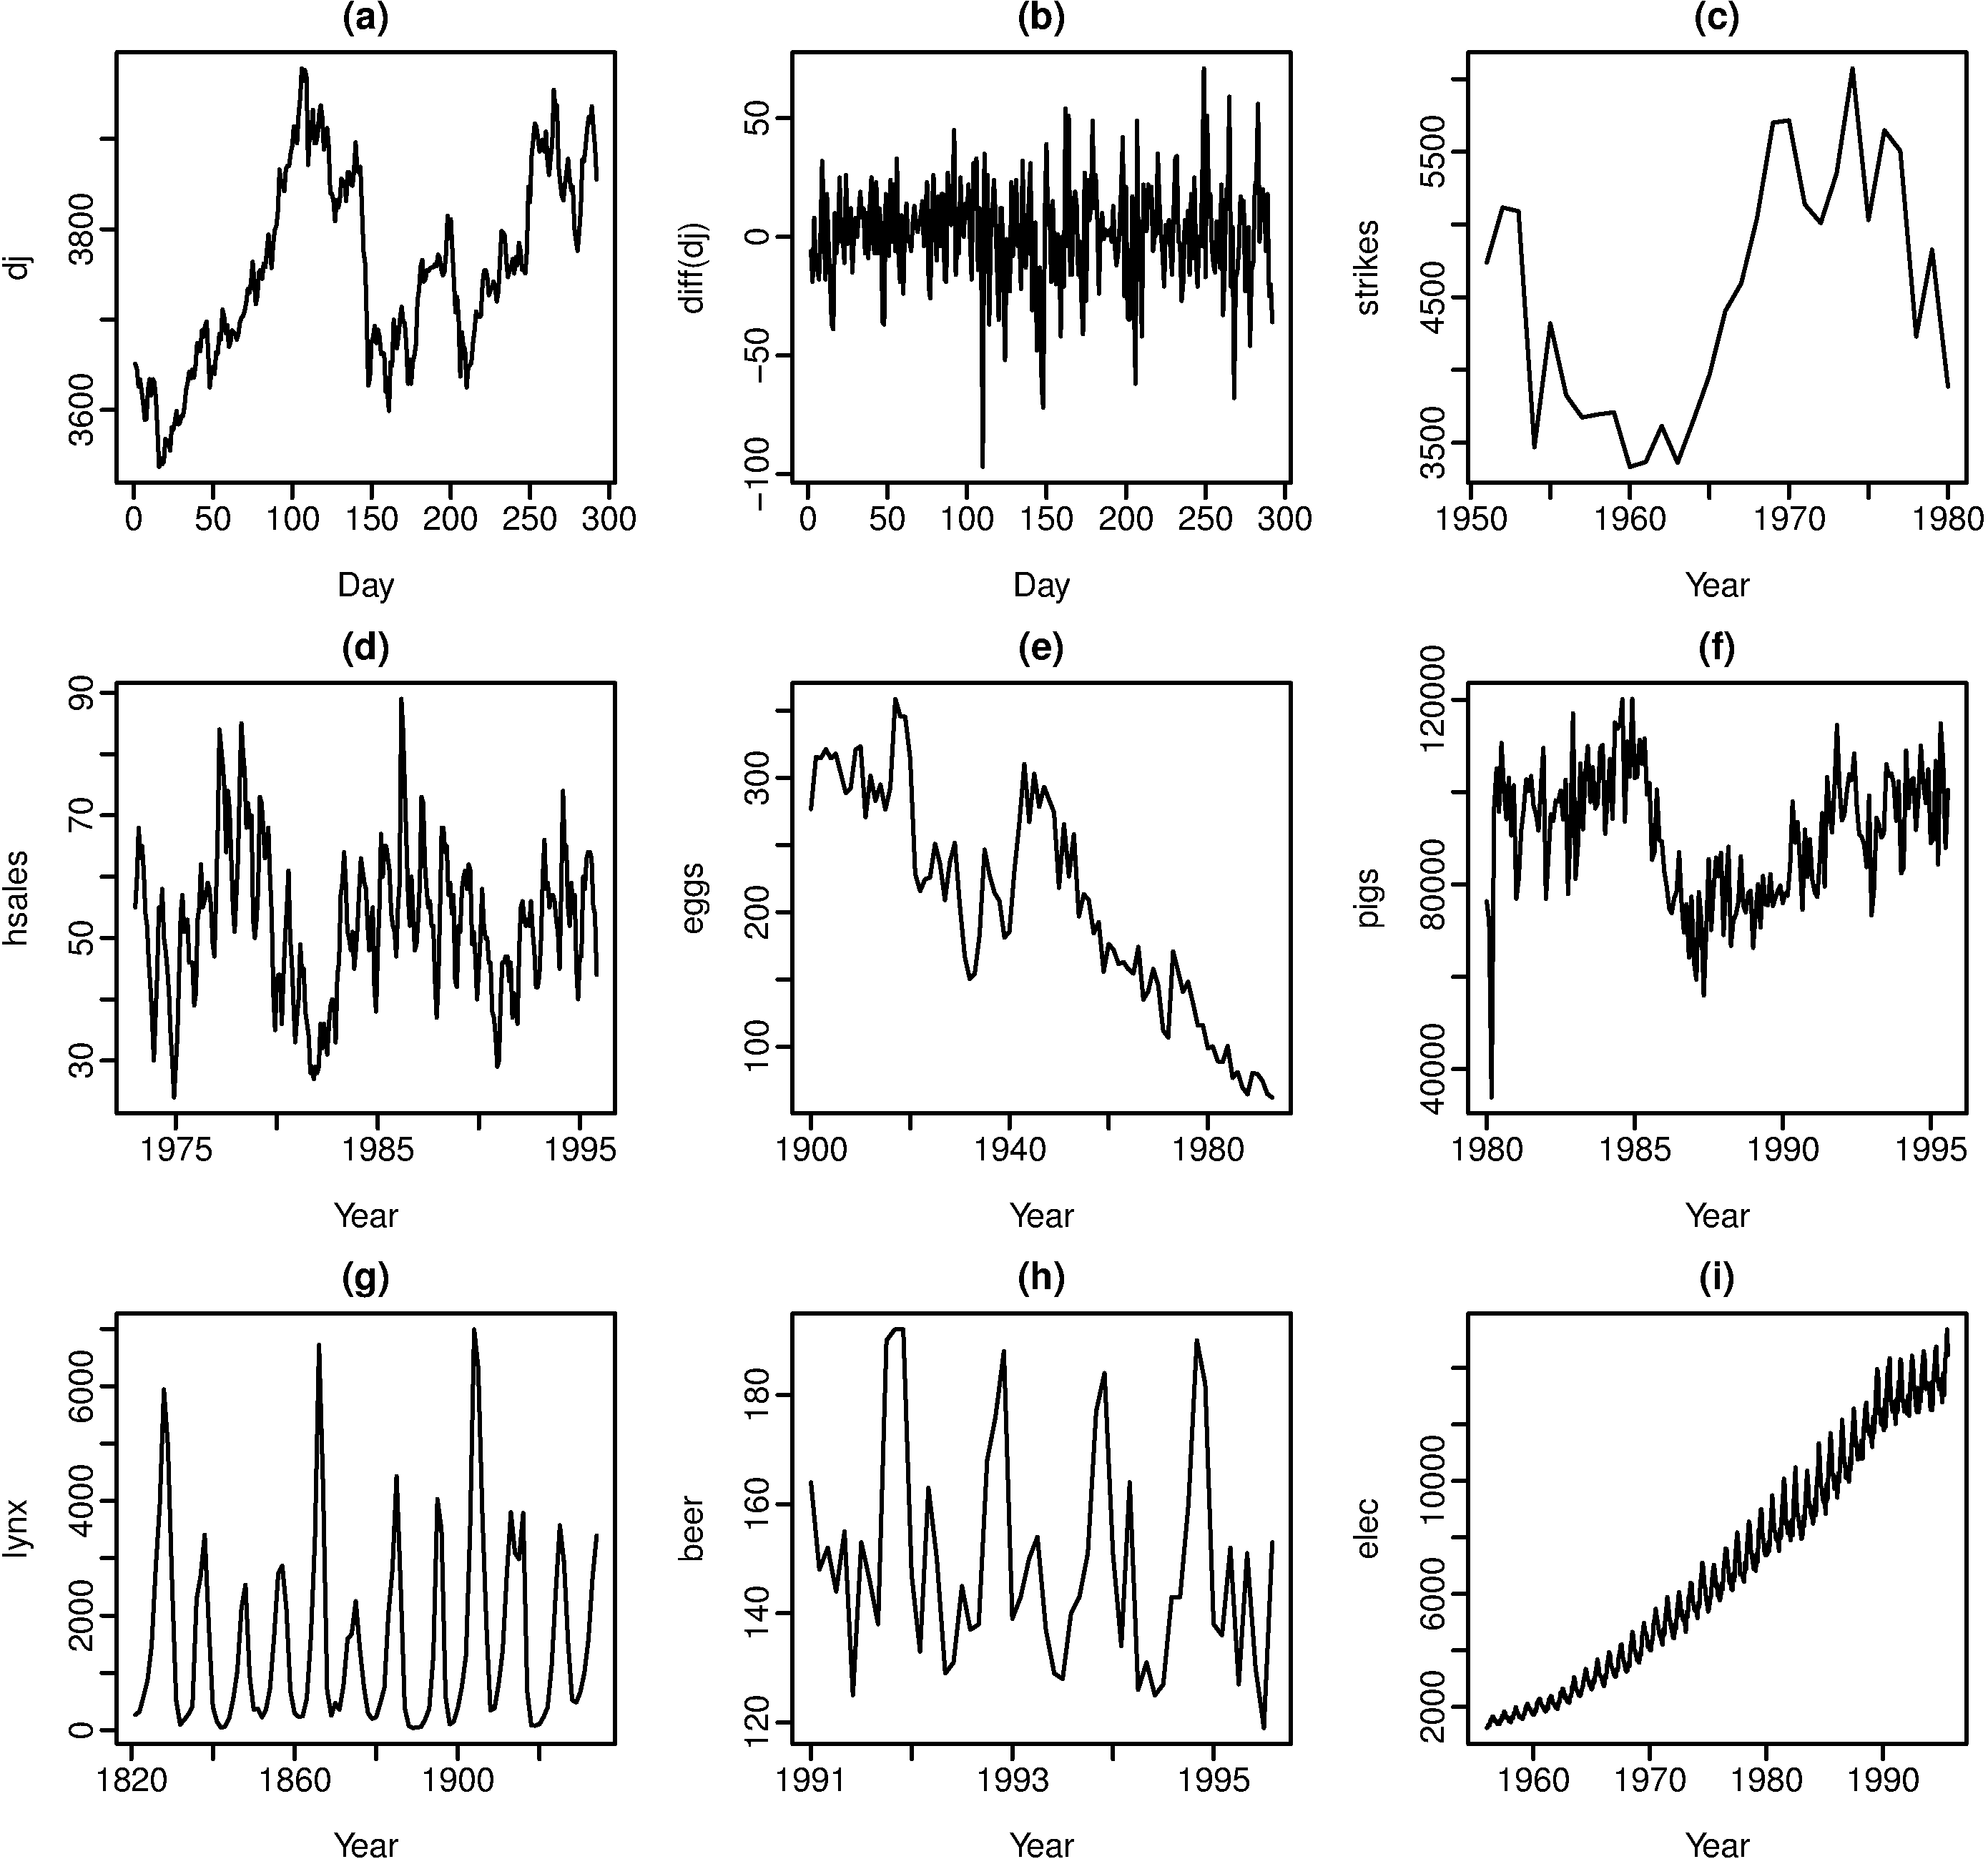 (a) (b) (c)
dj
3600 3800
0 50 100 150 200 250 300
Day
diff(dj)
−100 −50 0 50
0 50 100 150 200 250 300
Day
strikes
3500 4500 5500
1950 1960 1970 1980
Year
(d) (e) (f)
hsales
30 50 70 90
1975 1985 1995
Year
eggs
100 200 300
1900 1940 1980
Year
pigs
40000 80000 120000
1980 1985 1990 1995
Year
(g) (h) (i)
lynx
0 2000 4000 6000
1820 1860 1900
Year
beer
120 140 160 180
1991 1993 1995
Year
elec
2000 6000 10000
1960 1970 1980 1990
Year